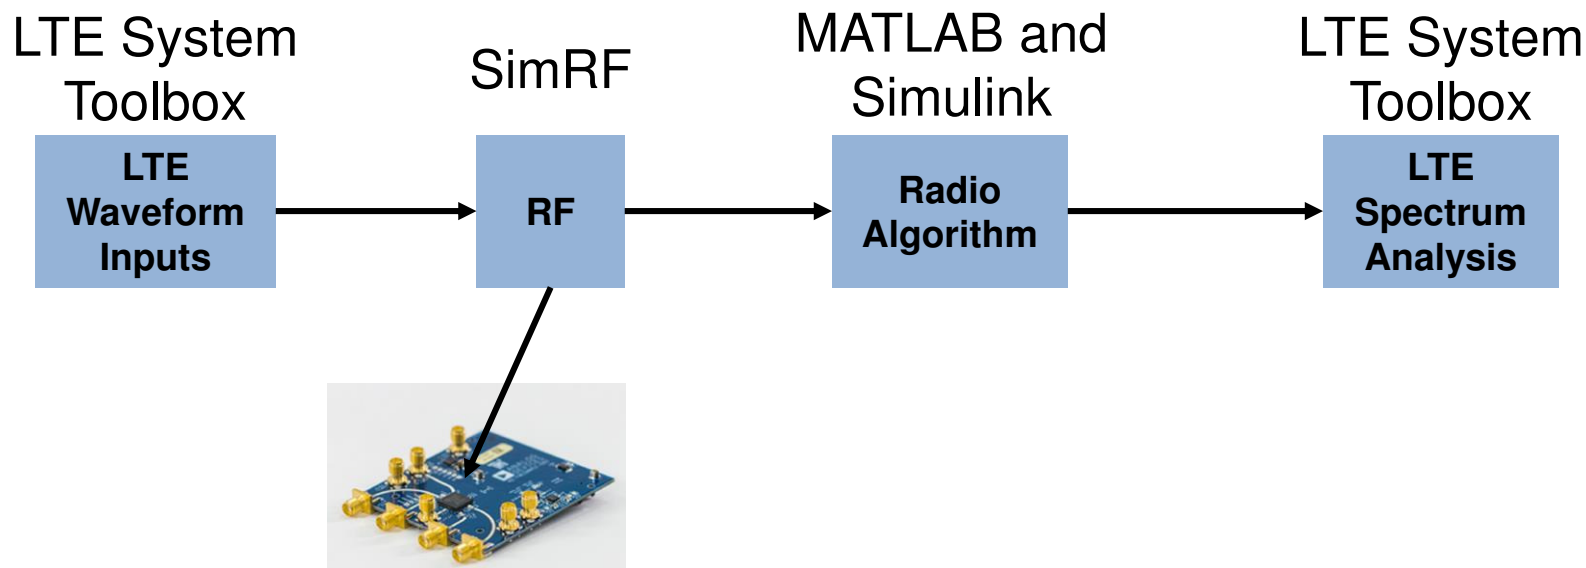 LTE System
Toolbox
SimRF
MATLAB and
Simulink
LTE System
Toolbox
LTE
Waveform
Inputs
RF
Radio
Algorithm
LTE
Spectrum
Analysis